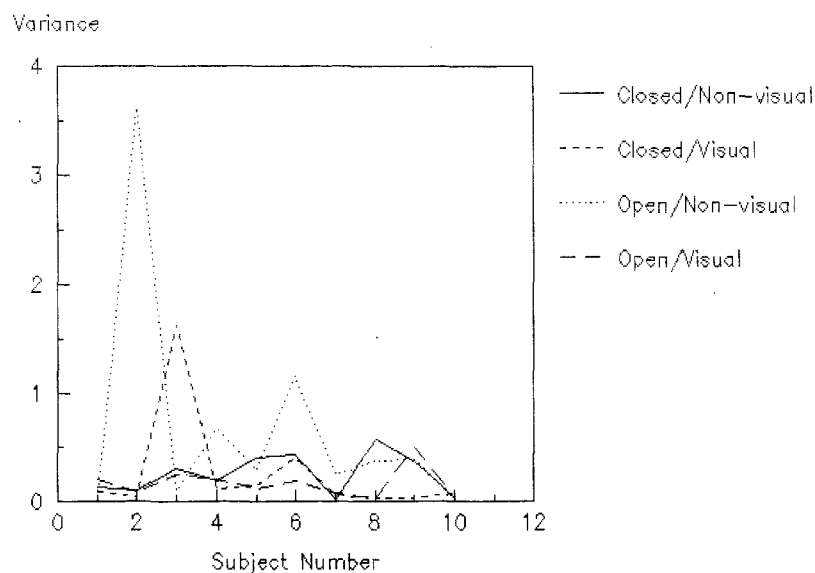 Variance
4
3
2
1
0
0 2 4 6 8 10 12
Subject Number
Closed/Non-visual
Closed/Visual
Open/Non-visual
Open/Visual